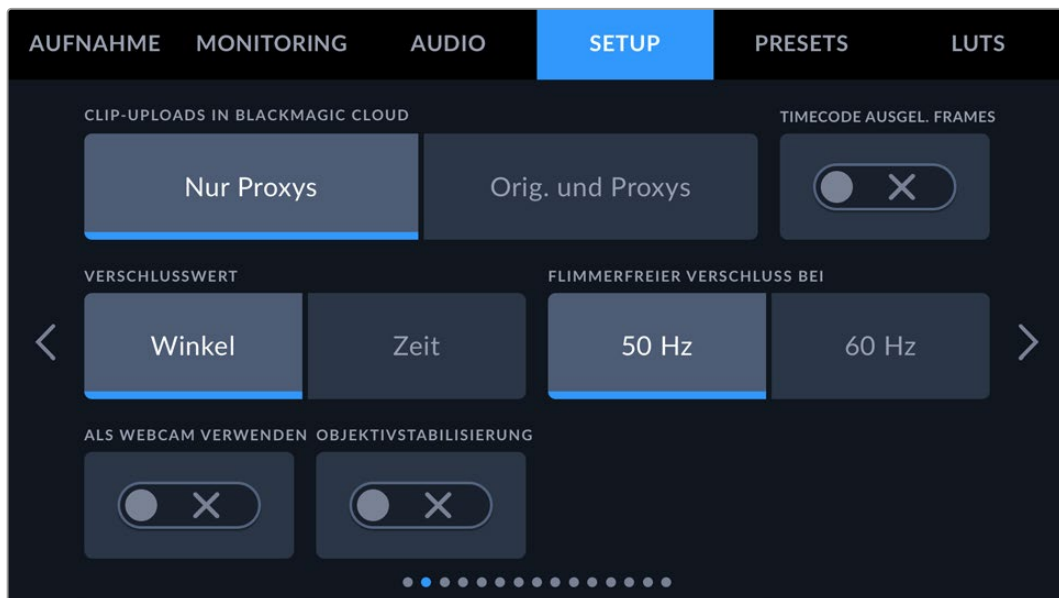 AUFNAHME MONITORING AUDIO SETUP PRESETS LUTS
CLIP-UPLOADS IN BLACKMAGIC CLOUD TIMECODE AUSGEL. FRAMES
Nur Proxys Orig. und Proxys
VERSCHLUSSWERT FLIMMERFREIER VERSCHLUSS BEI
Winkel Zeit 50 Hz 60 Hz
ALS WEBCAM VERWENDEN OBJEKTIVSTABILISIERUNG